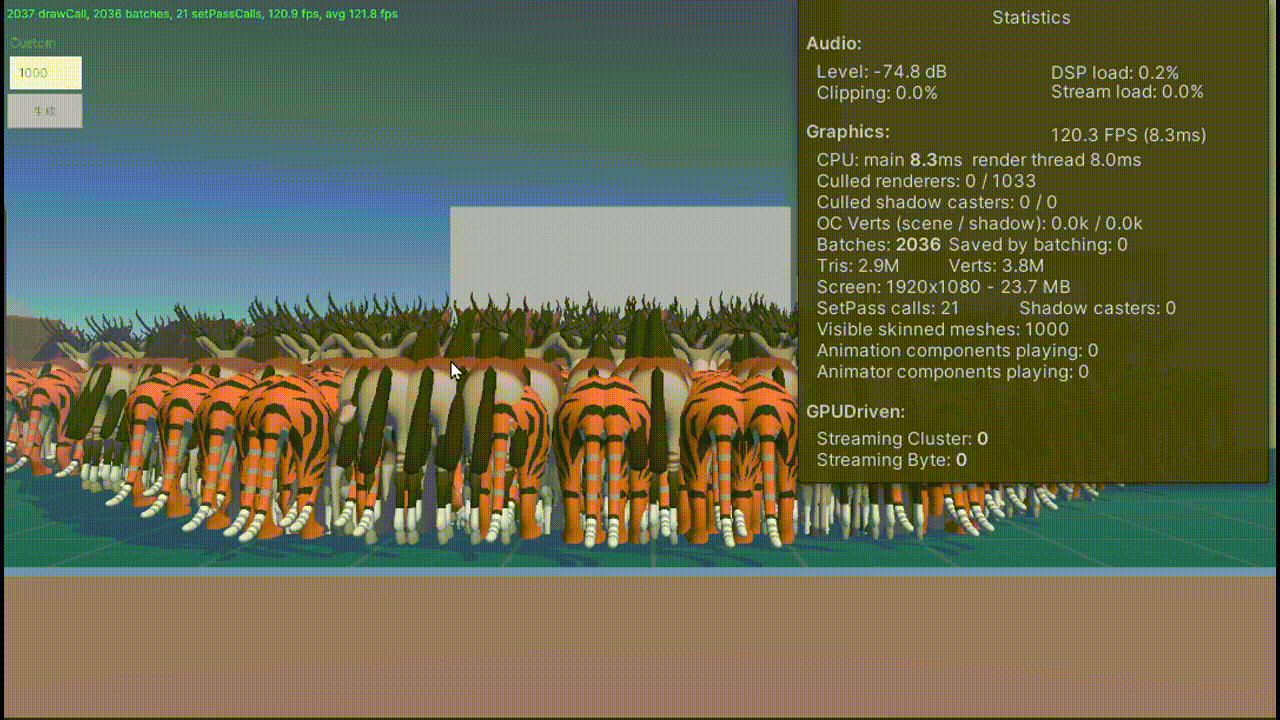 2037 drawCall, 2036 batches, 21 setPassCalls, 120.9 fps, avg 121.8 fps
Custom
1000
生成
Statistics
Audio:
Level: -74.8 dB DSP load: 0.2%
Clipping: 0.0% Stream load: 0.0%
Graphics: 120.3 FPS (8.3ms)
CPU: main 8.3ms render thread 8.0ms
Culled renderers: 0 / 1033
Culled shadow casters: 0 / 0
OC Verts (scene / shadow): 0.0k / 0.0k
Batches: 2036 Saved by batching: 0
Tris: 2.9M Verts: 3.8M
Screen: 1920x1080 - 23.7 MB
SetPass calls: 21 Shadow casters: 0
Visible skinned meshes: 1000
Animation components playing: 0
Animator components playing: 0
GPUDriven:
Streaming Cluster: 0
Streaming Byte: 0